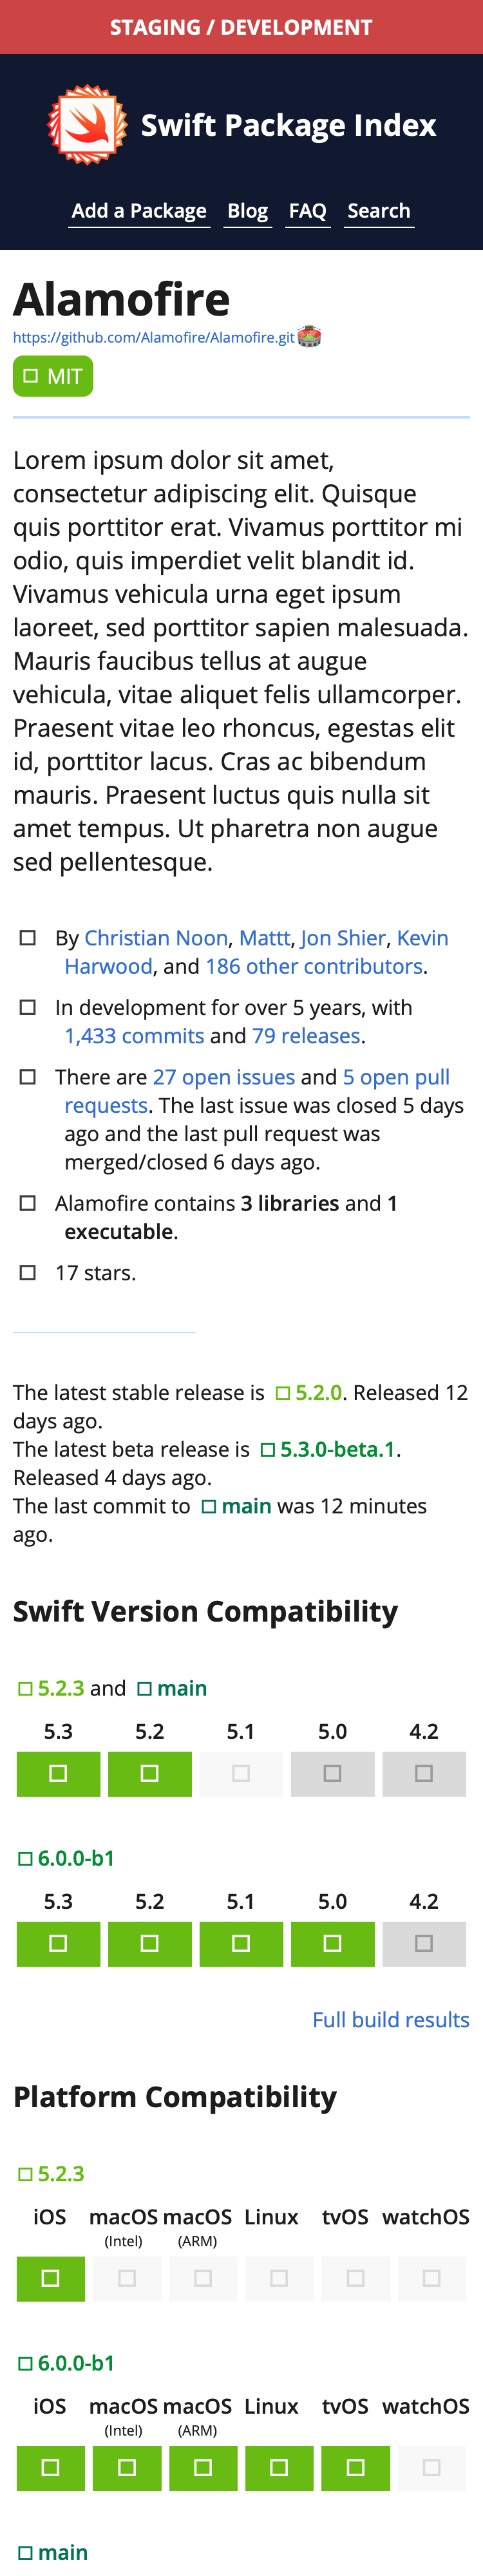 STAGING / DEVELOPMENT
Swift Package Index
Add a Package Blog FAQ Search
Alamofire
https://github.com/Alamofire/Alamofire.git
MIT
Lorem ipsum dolor sit amet,
consectetur adipiscing elit. Quisque
quis porttitor erat. Vivamus porttitor mi
odio, quis imperdiet velit blandit id.
Vivamus vehicula urna eget ipsum
laoreet, sed porttitor sapien malesuada.
Mauris faucibus tellus at augue
vehicula, vitae aliquet felis ullamcorper.
Praesent vitae leo rhoncus, egestas elit
id, porttitor lacus. Cras ac bibendum
mauris. Praesent luctus quis nulla sit
amet tempus. Ut pharetra non augue
sed pellentesque.
By Christian Noon, Mattt, Jon Shier, Kevin
Harwood, and 186 other contributors.
In development for over 5 years, with
1,433 commits and 79 releases.
There are 27 open issues and 5 open pull
requests. The last issue was closed 5 days
ago and the last pull request was
merged/closed 6 days ago.
Alamofire contains 3 libraries and 1
executable.
17 stars.
The latest stable release is 5.2.0. Released 12
days ago.
The latest beta release is 5.3.0-beta.1.
Released 4 days ago.
The last commit to main was 12 minutes
ago.
Swift Version Compatibility
5.2.3 and main
5.3 5.2 5.1 5.0 4.2
6.0.0-b1
5.3 5.2 5.1 5.0 4.2
Full build results
Platform Compatibility
5.2.3
iOS macOS macOS Linux tvOS watchOS
(Intel) (ARM)
6.0.0-b1
iOS macOS macOS Linux tvOS watchOS
(Intel) (ARM)
main